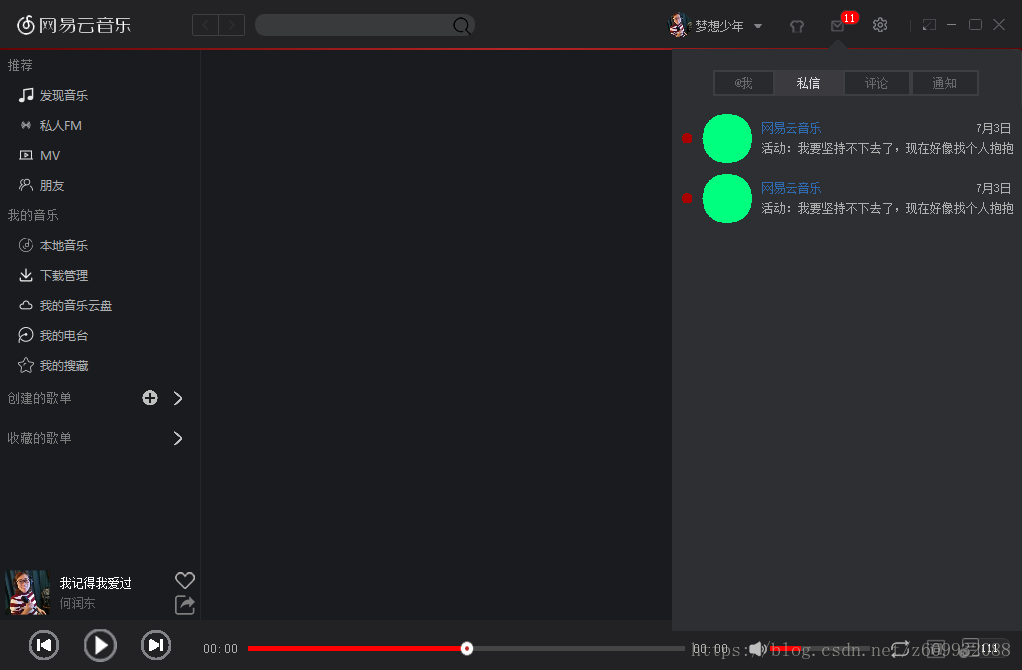 网易云音乐
梦想少年
11
推荐
发现音乐
私人FM
MV
朋友
我的音乐
本地音乐
下载管理
我的音乐云盘
我的电台
我的搜藏
创建的歌单
收藏的歌单
@我 私信 评论 通知
网易云音乐 7月3日
活动：我要坚持不下去了，现在好像找个人抱抱
网易云音乐 7月3日
活动：我要坚持不下去了，现在好像找个人抱抱
我记得我爱过
何润东
00:00
00:00
111